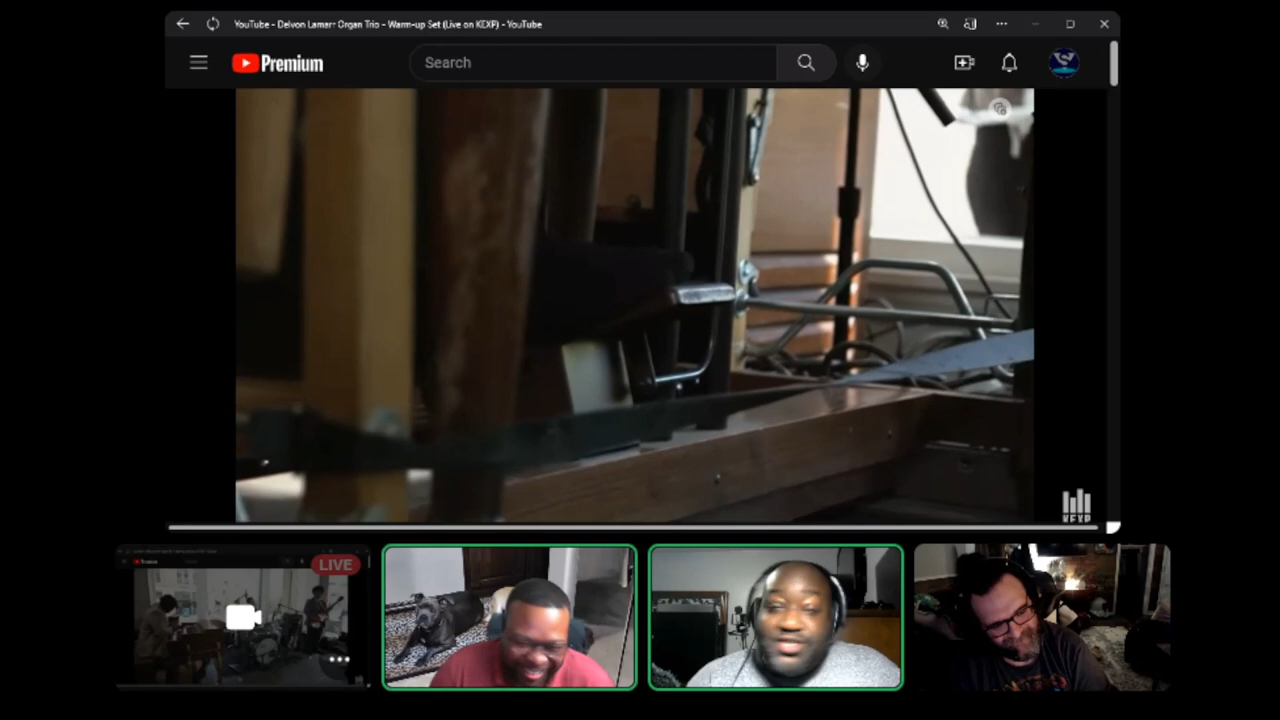 YouTube - Delvon Lamarr Organ Trio - Warm-up Set (Live on KEXP) - YouTube
Premium
Search
KEXP
LIVE